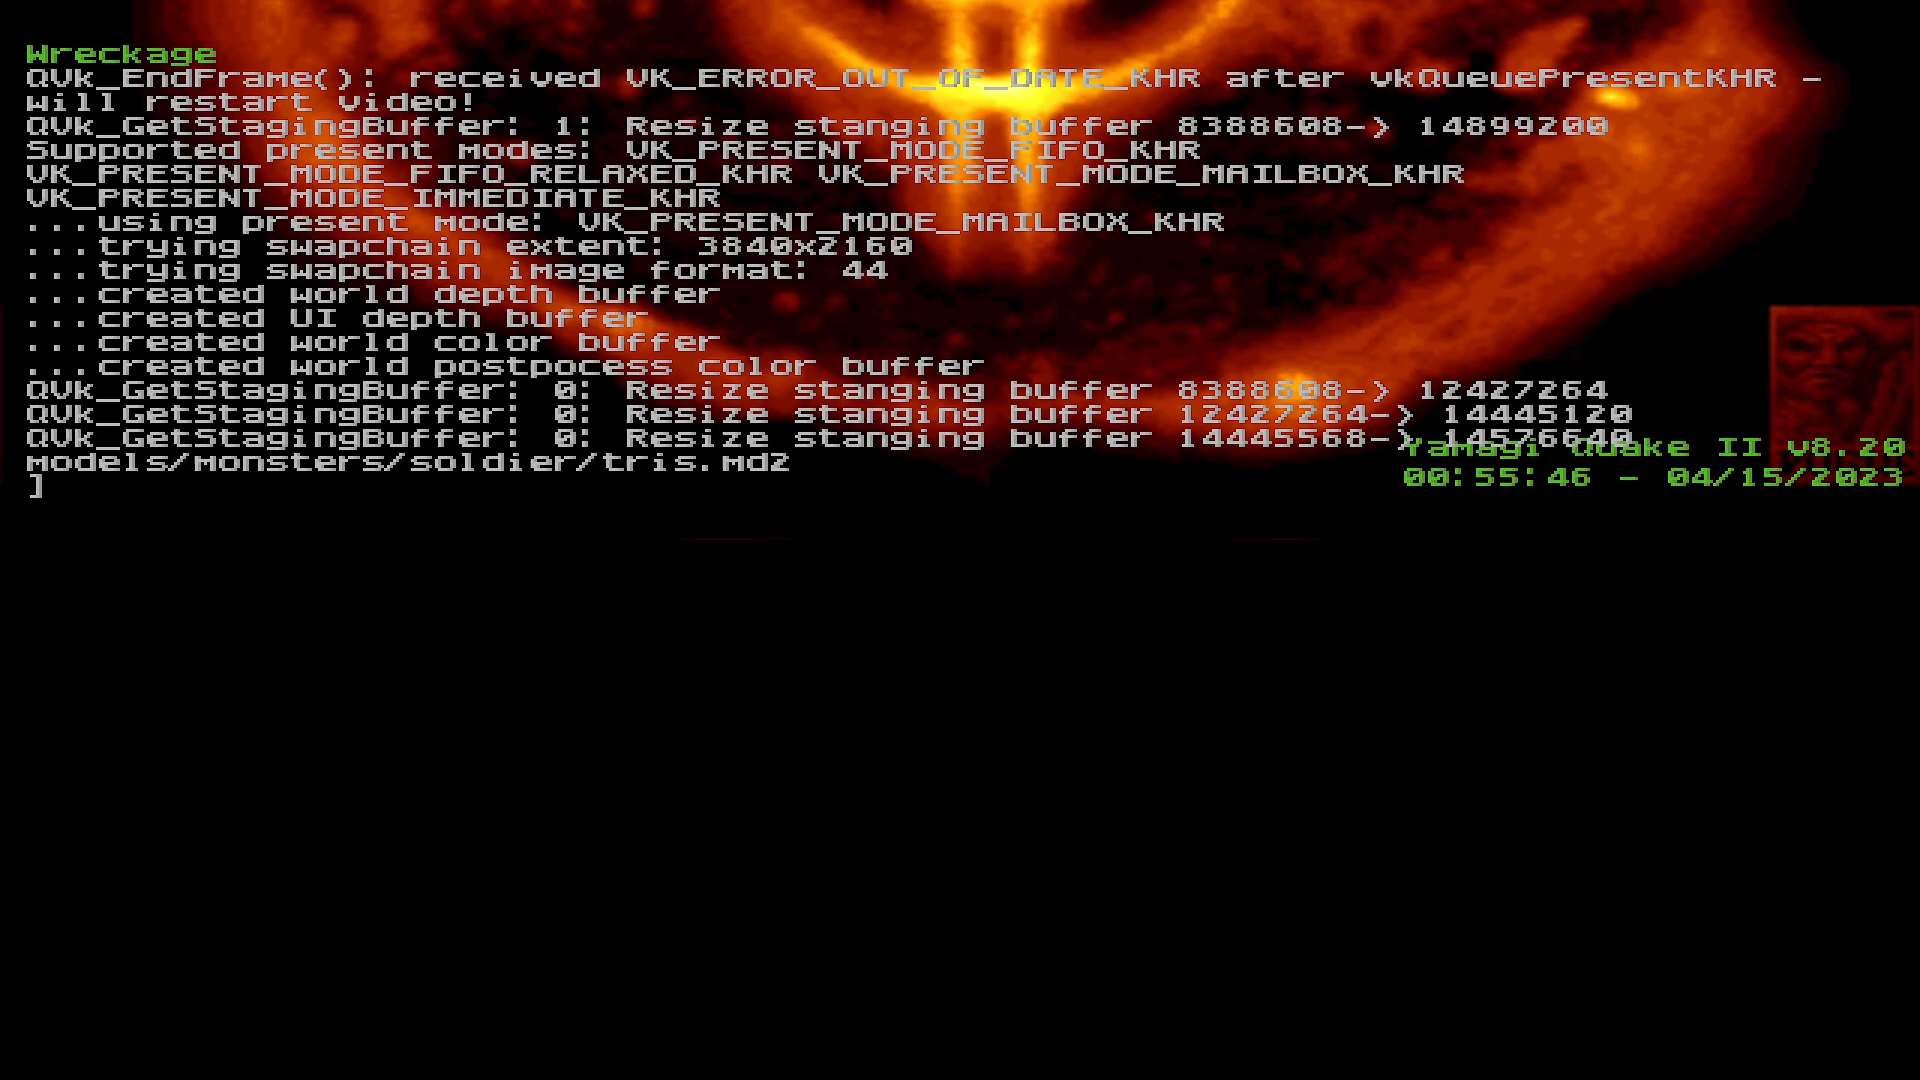 Wreckage
QVk_EndFrame(): received VK_ERROR_OUT_OF_DATE_KHR after vkQueuePresentKHR -
will restart video!
QVk_GetStagingBuffer: 1: Resize stanging buffer 8388608-> 14899200
Supported present modes: VK_PRESENT_MODE_FIFO_KHR
VK_PRESENT_MODE_FIFO_RELAXED_KHR VK_PRESENT_MODE_MAILBOX_KHR
VK_PRESENT_MODE_IMMEDIATE_KHR
...using present mode: VK_PRESENT_MODE_MAILBOX_KHR
...trying swapchain extent: 3840x2160
...trying swapchain image format: 44
...created world depth buffer
...created UI depth buffer
...created world color buffer
...created world postpocess color buffer
QVk_GetStagingBuffer: 0: Resize stanging buffer 8388608-> 12427264
QVk_GetStagingBuffer: 0: Resize stanging buffer 12427264-> 14445120
QVk_GetStagingBuffer: 0: Resize stanging buffer 14445568-> 14576640
Yamagi Quake II v8.20
models/monsters/soldier/tris.md2
]
00:55:46 - 04/15/2023